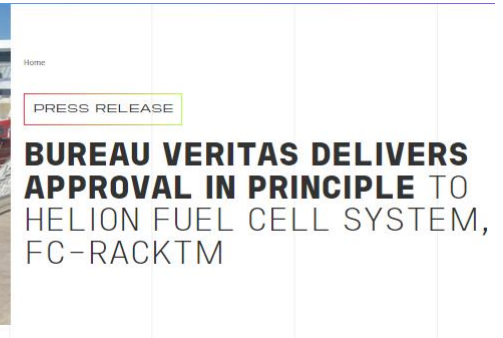 Home
PRESS RELEASE
BUREAU VERITAS DELIVERS
APPROVAL IN PRINCIPLE TO
HELION FUEL CELL SYSTEM,
FC-RACKTM